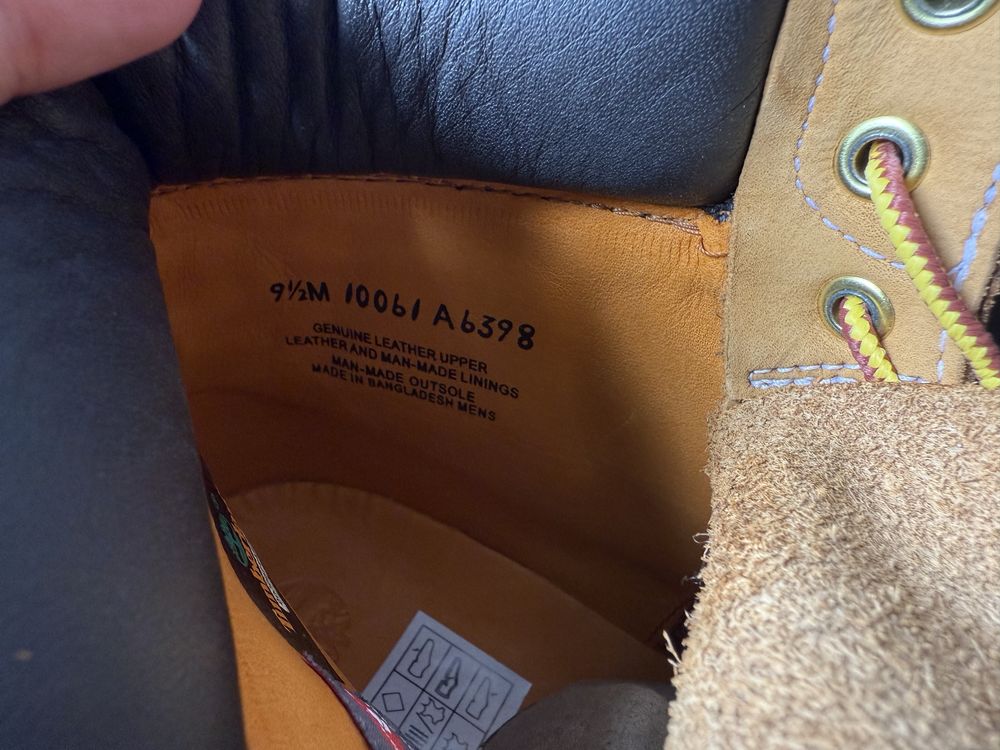 9½M 10061 A6398
GENUINE LEATHER UPPER
LEATHER AND MAN-MADE LININGS
MAN-MADE OUTSOLE
MADE IN BANGLADESH MENS
Timberland